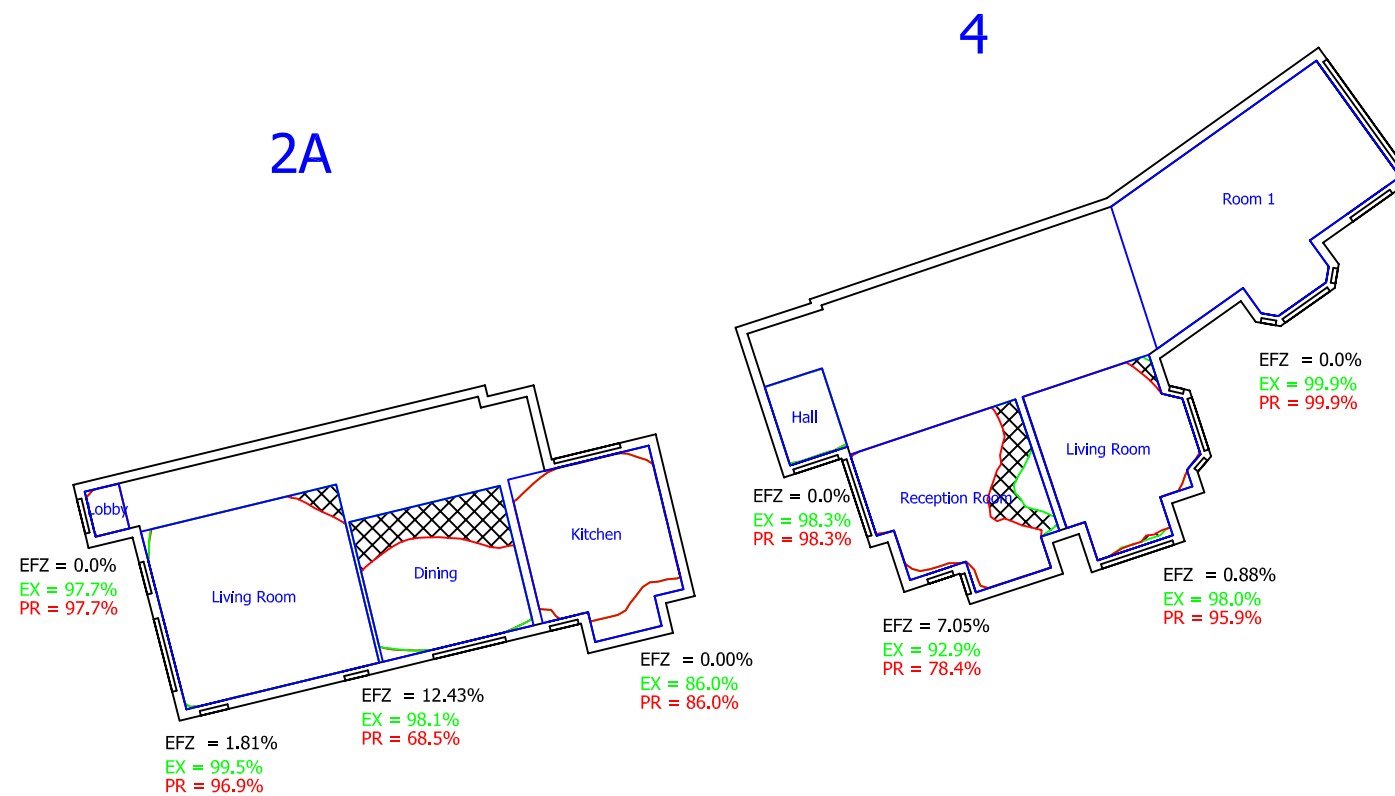 4
2A
Room 1
EFZ = 0.0%
EX = 99.9%
PR = 99.9%
Hall
Living Room
Reception Room
EFZ = 0.0%
EX = 98.3%
PR = 98.3%
EFZ = 0.88%
EX = 98.0%
PR = 95.9%
EFZ = 7.05%
EX = 92.9%
PR = 78.4%
Lobby
Kitchen
Dining
Living Room
EFZ = 0.0%
EX = 97.7%
PR = 97.7%
EFZ = 0.00%
EX = 86.0%
PR = 86.0%
EFZ = 12.43%
EX = 98.1%
PR = 68.5%
EFZ = 1.81%
EX = 99.5%
PR = 96.9%